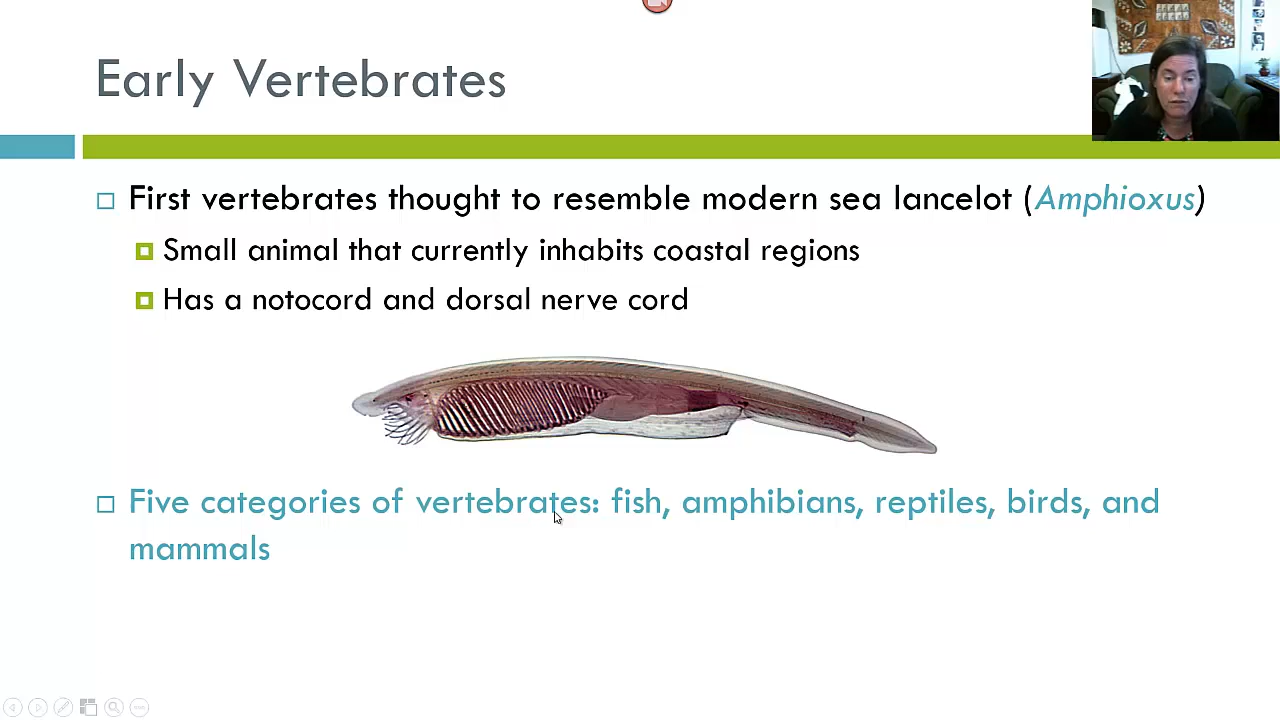 Early Vertebrates
First vertebrates thought to resemble modern sea lancelot (Amphioxus)
Small animal that currently inhabits coastal regions
Has a notocord and dorsal nerve cord
Five categories of vertebrates: fish, amphibians, reptiles, birds, and
mammals